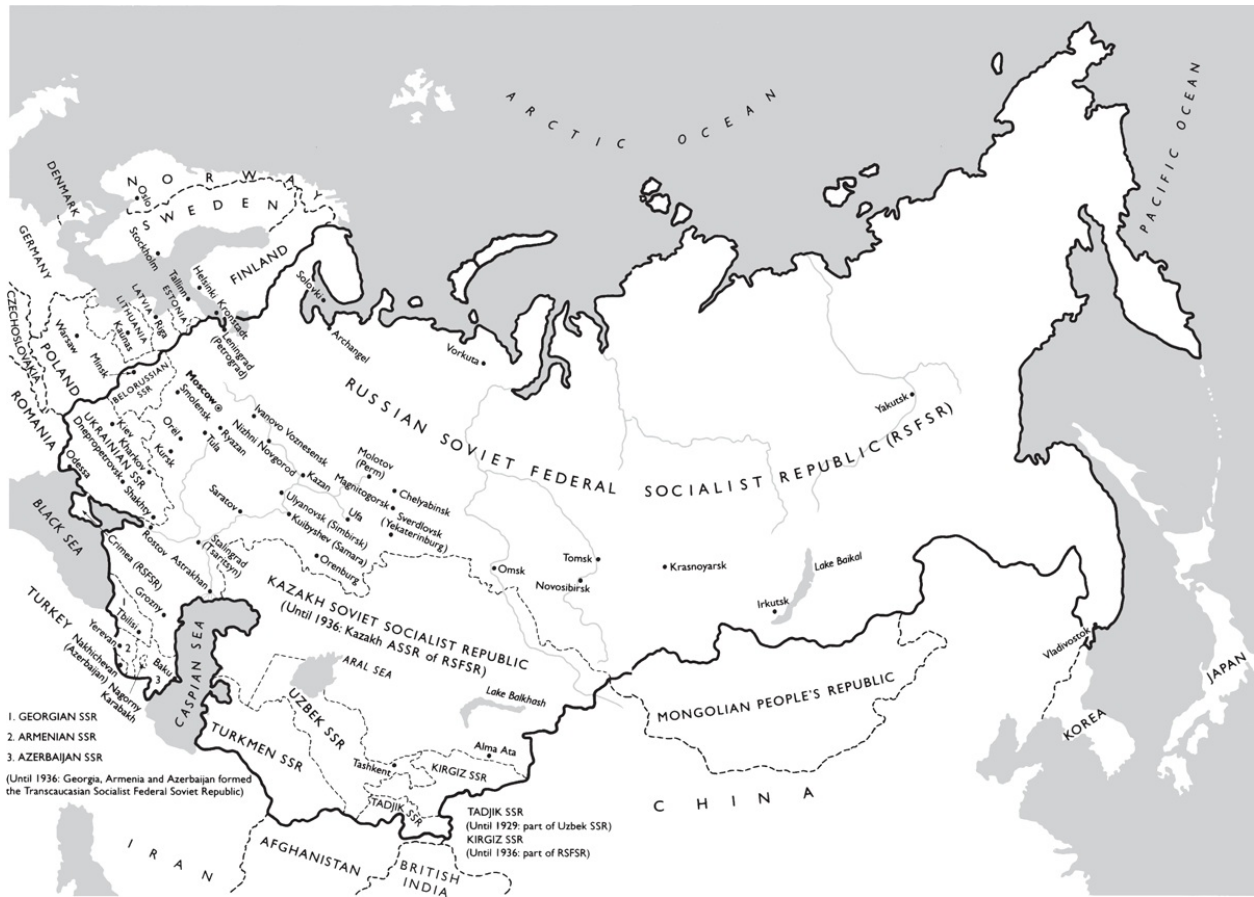 ARCTIC OCEAN
PACIFIC OCEAN
DENMARK
NORWAY
Oslo
SWEDEN
Stockholm
FINLAND
Helsinki
GERMANY
Tallinn
ESTONIA
LATVIA
Riga
LITHUANIA
Kaunas
Kronstadt
Leningrad
(Petrograd)
Solovki
Archangel
Vorkuta
CZECHOSLOVAKIA
Warsaw
POLAND
Minsk
BELORUSSIAN
SSR
ROMANIA
Moscow
Smolensk
UKRAINIAN SSR
Kiev
Kharkov
Dnepropetrovsk
Odessa
Shakhty
Orel
Kursk
Tula
Ryazan
Ivanovo Voznesensk
Nizhni Novgorod
Kazan
Molotov
(Perm)
Magnitogorsk
Chelyabinsk
Sverdlovsk
(Yekaterinburg)
Ufa
Ulyanovsk (Simbirsk)
Kuibyshev (Samara)
Orenburg
Saratov
Stalingrad
(Tsaritsyn)
Rostov
Astrakhan
RUSSIAN SOVIET FEDERAL SOCIALIST REPUBLIC (RSFSR)
Yakutsk
Omsk
Tomsk
Novosibirsk
Krasnoyarsk
Irkutsk
Lake Baikal
Vladivostok
BLACK SEA
Crimea (RSFSR)
Grozny
TURKEY
Tbilisi
Yerevan
Nakhichevan
(Azerbaijan)
Nagorny
Karabakh
Baku
1
2
3
CASPIAN SEA
KAZAKH SOVIET SOCIALIST REPUBLIC
(Until 1936: Kazakh ASSR of RSFSR)
ARAL SEA
Lake Balkhash
UZBEK SSR
TURKMEN SSR
Tashkent
Alma Ata
KIRGIZ SSR
TADJIK SSR
MONGOLIAN PEOPLE'S REPUBLIC
CHINA
KOREA
JAPAN
1. GEORGIAN SSR
2. ARMENIAN SSR
3. AZERBAIJAN SSR
(Until 1936: Georgia, Armenia and Azerbaijan formed
the Transcaucasian Socialist Federal Soviet Republic)
TADJIK SSR
(Until 1929: part of Uzbek SSR)
KIRGIZ SSR
(Until 1936: part of RSFSR)
IRAN
AFGHANISTAN
BRITISH
INDIA